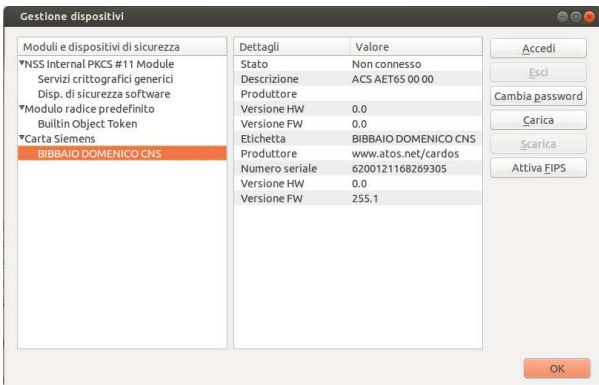 Gestione dispositivi
Moduli e dispositivi di sicurezza
NSS Internal PKCS #11 Module
Servizi crittografici generici
Disp. di sicurezza software
Modulo radice predefinito
Builtin Object Token
Carta Siemens
BIBBAIO DOMENICO CNS
Dettagli Valore
Stato Non connesso
Descrizione ACS AET65 00 00
Produttore
Versione HW 0.0
Versione FW 0.0
Etichetta BIBBAIO DOMENICO CNS
Produttore www.atos.net/cardos
Numero seriale 6200121168269305
Versione HW 0.0
Versione FW 255.1
Accedi
Esci
Cambia password
Carica
Scarica
Attiva FIPS
OK